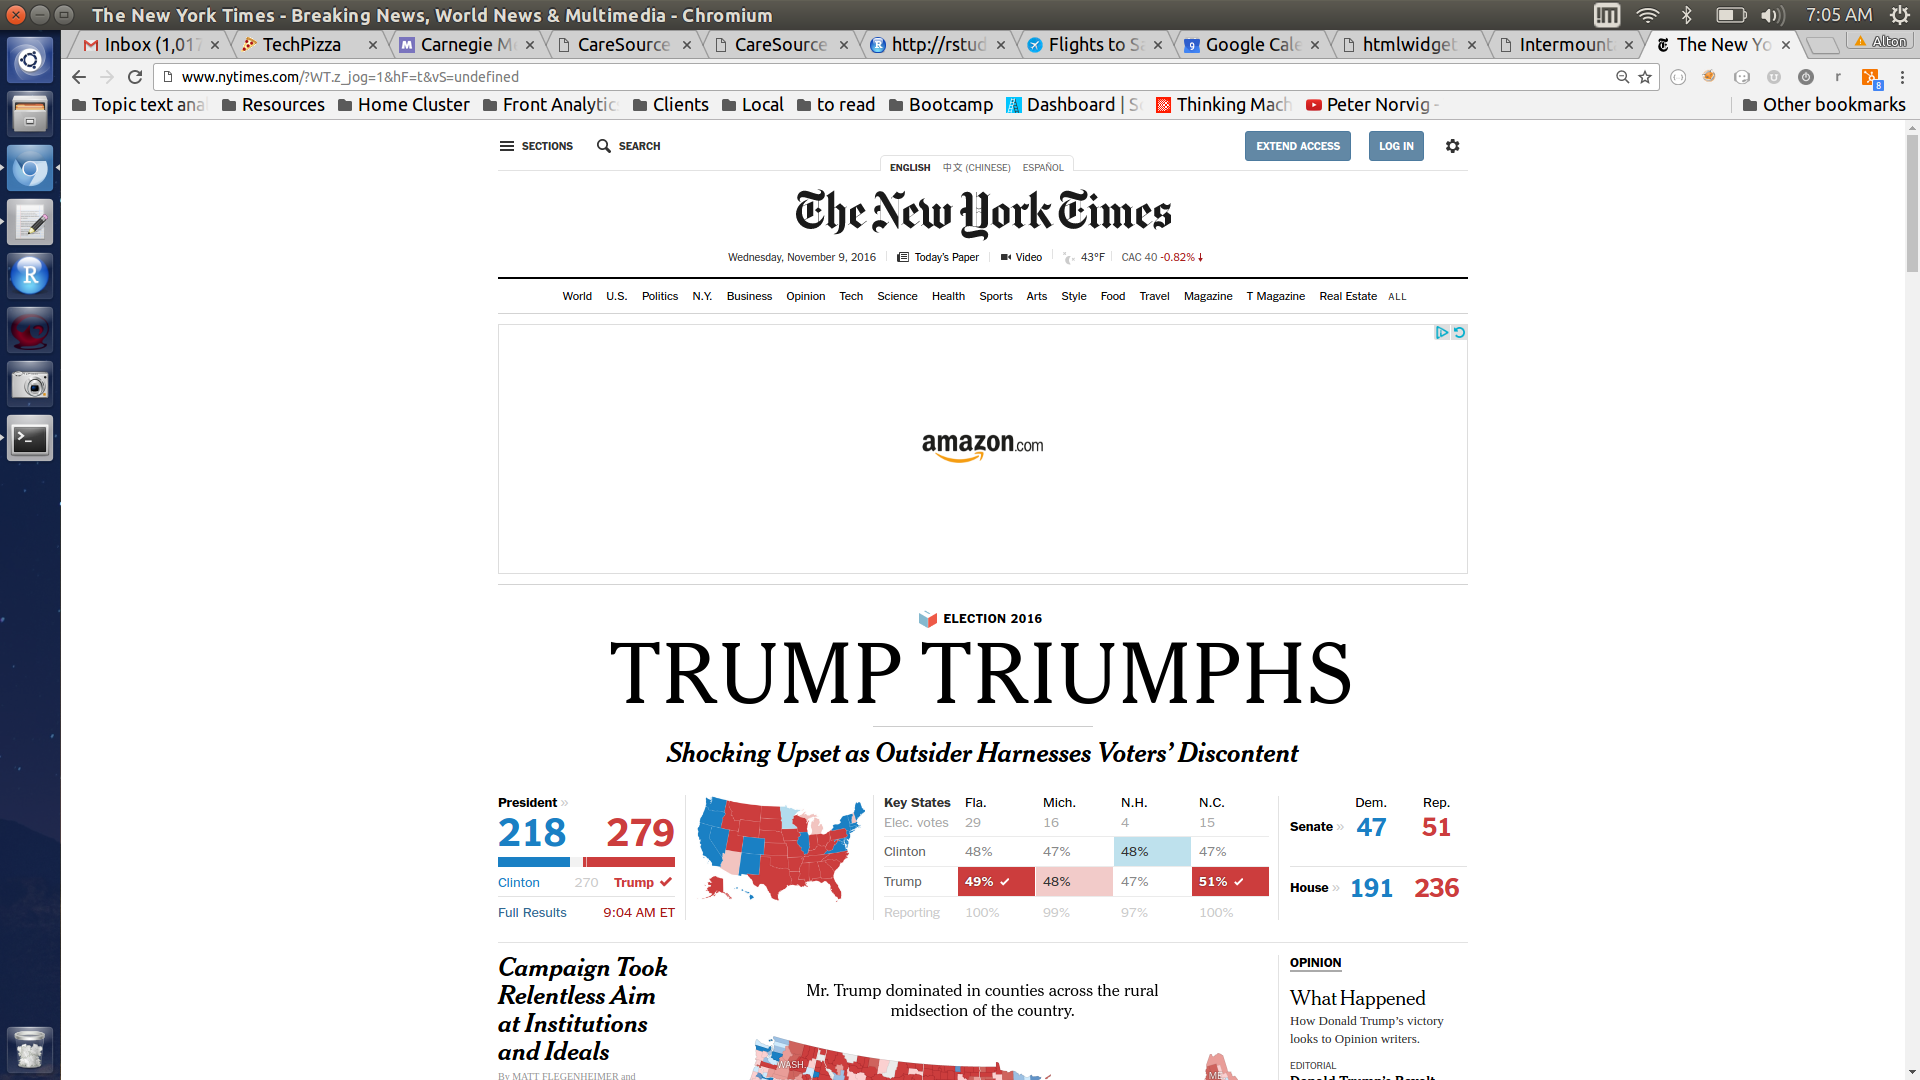 The New York Times - Breaking News, World News & Multimedia - Chromium
7:05 AM
Inbox (1,017
TechPizza
Carnegie M
CareSource
CareSource
http://rstud
Flights to Sa
Google Cale
htmlwidget
Intermount
The New Yo
Alton
www.nytimes.com/?WT.z_jog=1&hF=t&vS=undefined
Topic text ana
Resources
Home Cluster
Front Analytic
Clients
Local
to read
Bootcamp
Dashboard | Sc
Thinking Mach
Peter Norvig -
Other bookmarks
SECTIONS
SEARCH
EXTEND ACCESS
LOG IN
ENGLISH 中文 (CHINESE) ESPAÑOL
The New York Times
Wednesday, November 9, 2016 Today's Paper Video 43°F CAC 40 -0.82%
World U.S. Politics N.Y. Business Opinion Tech Science Health Sports Arts Style Food Travel Magazine T Magazine Real Estate ALL
amazon.com
ELECTION 2016
TRUMP TRIUMPHS
Shocking Upset as Outsider Harnesses Voters' Discontent
President »
218 279
Clinton 270 Trump
Full Results 9:04 AM ET
Key States Fla. Mich. N.H. N.C.
Elec. votes 29 16 4 15
Clinton 48% 47% 48% 47%
Trump 49% 48% 47% 51%
Reporting 100% 99% 97% 100%
Dem. Rep.
Senate » 47 51
House » 191 236
Campaign Took
Relentless Aim
at Institutions
and Ideals
By MATT FLEGENHEIMER and
Mr. Trump dominated in counties across the rural
midsection of the country.
WASH.
ME
OPINION
What Happened
How Donald Trump's victory
looks to Opinion writers.
EDITORIAL
Donald Trump's Revolt